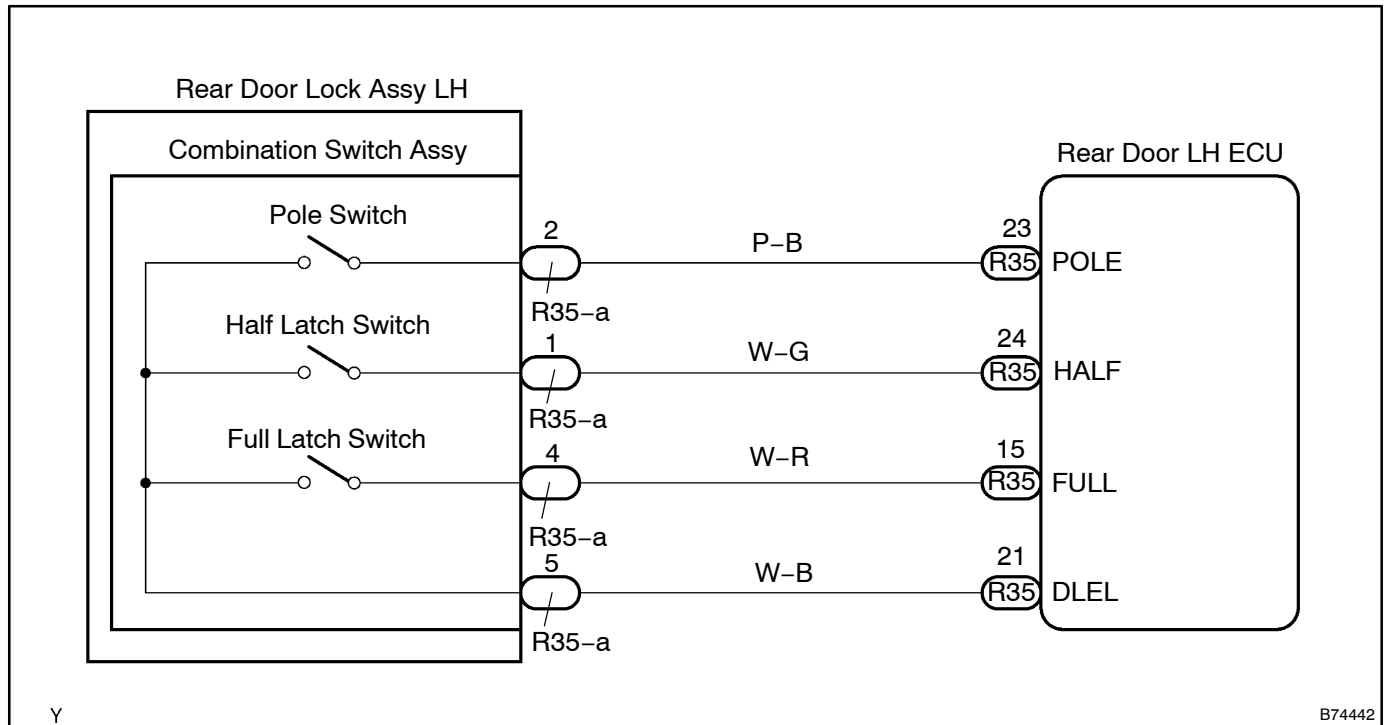 Rear Door Lock Assy LH
Combination Switch Assy
Rear Door LH ECU
Pole Switch
2
P–B
23
R35
POLE
R35–a
Half Latch Switch
1
W–G
24
R35
HALF
R35–a
Full Latch Switch
4
W–R
15
R35
FULL
R35–a
5
W–B
21
R35
DLEL
R35–a
Y
B74442